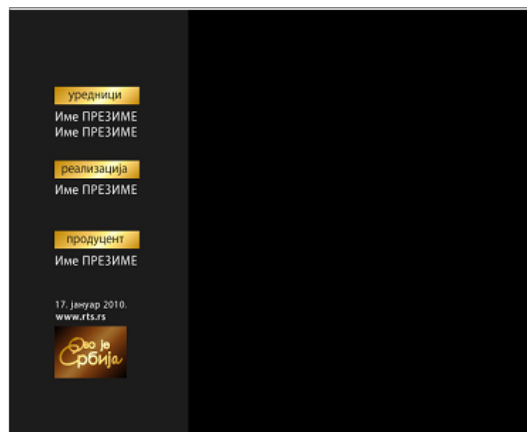 уредници
Име ПРЕЗИМЕ
Име ПРЕЗИМЕ
реализација
Име ПРЕЗИМЕ
продуцент
Име ПРЕЗИМЕ
17. јануар 2010.
www.rts.rs
Ово је
Србија